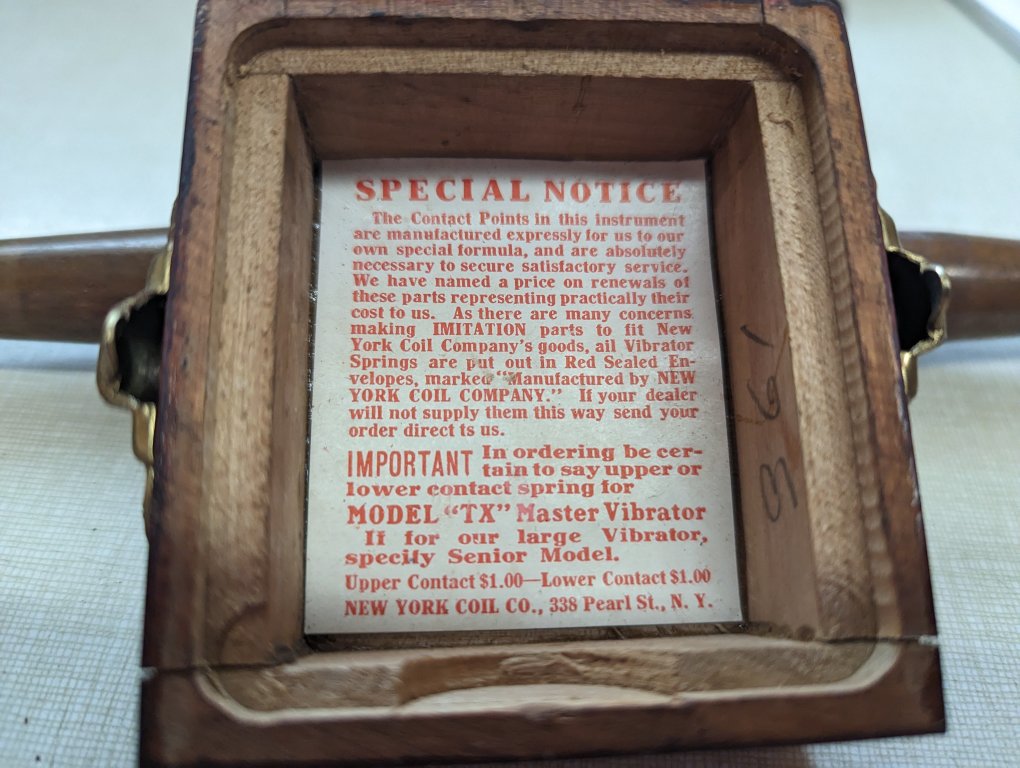 SPECIAL NOTICE
The Contact Points in this instrument
are manufactured expressly for us to our
own special formula, and are absolutely
necessary to secure satisfactory service.
We have named a price on renewals of
these parts representing practically their
cost to us. As there are many concerns
making IMITATION parts to fit New
York Coil Company's goods, all Vibrator
Springs are put out in Red Sealed En-
velopes, marked "Manufactured by NEW
YORK COIL COMPANY." If your dealer
will not supply them this way send your
order direct ts us.
IMPORTANT In ordering be cer-
tain to say upper or
lower contact spring for
MODEL "TX" Master Vibrator
If for our large Vibrator,
specify Senior Model.
Upper Contact $1.00—Lower Contact $1.00
NEW YORK COIL CO., 338 Pearl St., N. Y.
361